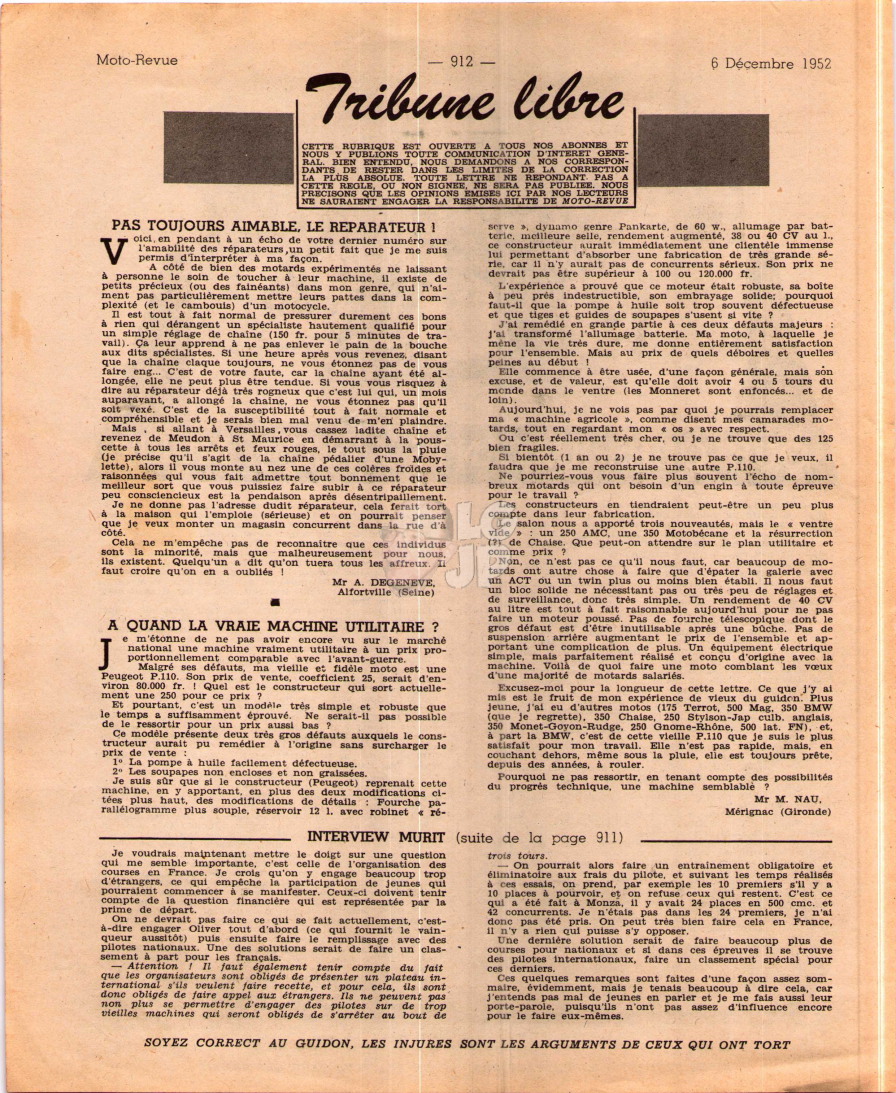 Moto-Revue
— 912 —
6 Décembre 1952
Tribune libre
CETTE RUBRIQUE EST OUVERTE A TOUS NOS ABONNES ET
NOUS Y PUBLIONS TOUTE COMMUNICATION D'INTERET GENE-
RAL. BIEN ENTENDU, NOUS DEMANDONS A NOS CORRESPON-
DANTS DE RESTER DANS LES LIMITES DE LA CORRECTION
LA PLUS ABSOLUE. TOUTE LETTRE NE REPONDANT PAS A
CETTE REGLE, OU NON SIGNEE, NE SERA PAS PUBLIEE. NOUS
PRECISONS QUE LES OPINIONS EMISES ICI PAR NOS LECTEURS
NE SAURAIENT ENGAGER LA RESPONSABILITE DE MOTO-REVUE
PAS TOUJOURS AIMABLE, LE REPARATEUR !
Voici, en pendant à un écho de votre dernier numéro sur
l'amabilité des réparateurs, un petit fait que je me suis
permis d'interpréter à ma façon.
A côté de bien des motards expérimentés ne laissant
à personne le soin de toucher à leur machine, il existe de
petits précieux (ou des fainéants) dans mon genre, qui n'ai-
ment pas particulièrement mettre leurs pattes dans la com-
plexité (et le cambouis) d'un motocycle.
Il est tout à fait normal de pressurer durement ces bons
à rien qui dérangent un spécialiste hautement qualifié pour
un simple réglage de chaîne (150 fr. pour 5 minutes de tra-
vail). Ça leur apprend à ne pas enlever le pain de la bouche
aux dits spécialistes. Si une heure après vous revenez, disant
que la chaîne claque toujours, ne vous étonnez pas de vous
faire eng... C'est de votre faute, car la chaîne ayant été al-
longée, elle ne peut plus être tendue. Si vous vous risquez à
dire au réparateur déjà très rogneux que c'est lui qui, un mois
auparavant, a allongé la chaîne, ne vous étonnez pas qu'il
soit vexé. C'est de la susceptibilité tout à fait normale et
compréhensible et je serais bien mal venu de m'en plaindre.
Mais , si allant à Versailles, vous cassez ladite chaîne et
revenez de Meudon à St Maurice en démarrant à la pous-
cette à tous les arrêts et feux rouges, le tout sous la pluie
(je précise qu'il s'agit de la chaîne pédalier d'une Moby-
lette), alors il vous monte au nez une de ces colères froides et
raisonnées qui vous fait admettre tout bonnement que le
meilleur sort que vous puissiez faire subir à ce réparateur
peu consciencieux est la pendaison après désentripaillement.
Je ne donne pas l'adresse dudit réparateur, cela ferait tort
à la maison qui l'emploie (sérieuse) et on pourrait penser
que je veux monter un magasin concurrent dans la rue d'à
côté.
Cela ne m'empêche pas de reconnaître que ces individus
sont la minorité, mais que malheureusement pour nous,
ils existent. Quelqu'un a dit qu'on tuera tous les affreux. Il
faut croire qu'on en a oubliés !
Mr A. DEGENEVE,
Alfortville (Seine)
A QUAND LA VRAIE MACHINE UTILITAIRE ?
Je m'étonne de ne pas avoir encore vu sur le marché
national une machine vraiment utilitaire à un prix pro-
portionnellement comparable avec l'avant-guerre.
Malgré ses défauts, ma vieille et fidèle moto est une
Peugeot P.110. Son prix de vente, coefficient 25, serait d'en-
viron 80.000 fr. ! Quel est le constructeur qui sort actuelle-
ment une 250 pour ce prix ?
Et pourtant, c'est un modèle très simple et robuste que
le temps a suffisamment éprouvé. Ne serait-il pas possible
de le ressortir pour un prix aussi bas ?
Ce modèle présente deux très gros défauts auxquels le cons-
tructeur aurait pu remédier à l'origine sans surcharger le
prix de vente :
1° La pompe à huile facilement défectueuse.
2° Les soupapes non encloses et non graissées.
Je suis sûr que si le constructeur (Peugeot) reprenait cette
machine, en y apportant, en plus des deux modifications ci-
tées plus haut, des modifications de détails : Fourche pa-
rallélogramme plus souple, réservoir 12 l. avec robinet « ré-
serve », dynamo genre Pankarte, de 60 w., allumage par bat-
terie, meilleure selle, rendement augmenté, 38 ou 40 CV au l.,
ce constructeur aurait immédiatement une clientèle immense
lui permettant d'absorber une fabrication de très grande sé-
rie, car il n'y aurait pas de concurrents sérieux. Son prix ne
devrait pas être supérieur à 100 ou 120.000 fr.
L'expérience a prouvé que ce moteur était robuste, sa boîte
à peu près indestructible, son embrayage solide; pourquoi
faut-il que la pompe à huile soit trop souvent défectueuse
et que tiges et guides de soupapes s'usent si vite ?
J'ai remédié en grande partie à ces deux défauts majeurs :
j'ai transformé l'allumage batterie. Ma moto, à laquelle je
mène la vie très dure, me donne entièrement satisfaction
pour l'ensemble. Mais au prix de quels déboires et quelles
peines au début !
Elle commence à être usée, d'une façon générale, mais son
excuse, et de valeur, est qu'elle doit avoir 4 ou 5 tours du
monde dans le ventre (les Monneret sont enfoncés... et de
loin).
Aujourd'hui, je ne vois pas par quoi je pourrais remplacer
ma « machine agricole », comme disent mes camarades mo-
tards, tout en regardant mon « os » avec respect.
Ou c'est réellement très cher, ou je ne trouve que des 125
bien fragiles.
Si bientôt (1 an ou 2) je ne trouve pas ce que je veux, il
faudra que je me reconstruise une autre P.110.
Ne pourriez-vous vous faire plus souvent l'écho de nom-
breux motards qui ont besoin d'un engin à toute épreuve
pour le travail ?
Les constructeurs en tiendraient peut-être un peu plus
compte dans leur fabrication.
salon nous a apporté trois nouveautés, mais le « ventre
vide » : un 250 AMC, une 350 Motobécane et la résurrection
(?) de Chaise. Que peut-on attendre sur le plan utilitaire et
comme prix ?
Non, ce n'est pas ce qu'il nous faut, car beaucoup de mo-
tards ont autre chose à faire que d'épater la galerie avec
un ACT ou un twin plus ou moins bien établi. Il nous faut
un bloc solide ne nécessitant pas ou très peu de réglages et
de surveillance, donc très simple. Un rendement de 40 CV
au litre est tout à fait raisonnable aujourd'hui pour ne pas
faire un moteur poussé. Pas de fourche télescopique dont le
gros défaut est d'être inutilisable après une bûche. Pas de
suspension arrière augmentant le prix de l'ensemble et ap-
portant une complication de plus. Un équipement électrique
simple, mais parfaitement réalisé et conçu d'origine avec la
machine. Voilà de quoi faire une moto comblant les vœux
d'une majorité de motards salariés.
Excusez-moi pour la longueur de cette lettre. Ce que j'y ai
mis est le fruit de mon expérience de vieux du guidon. Plus
jeune, j'ai eu d'autres motos (175 Terrot, 500 Mag, 350 BMW
(que je regrette), 350 Chaise, 250 Stylson-Jap culb. anglais,
350 Monet-Goyon-Rudge, 250 Gnome-Rhône, 500 lat. FN), et,
à part la BMW, c'est de cette vieille P.110 que je suis le plus
satisfait pour mon travail. Elle n'est pas rapide, mais, en
couchant dehors, même sous la pluie, elle est toujours prête,
depuis des années, à rouler.
Pourquoi ne pas ressortir, en tenant compte des possibilités
du progrès technique, une machine semblable ?
Mr M. NAU,
Mérignac (Gironde)
INTERVIEW MURIT (suite de la page 911)
Je voudrais maintenant mettre le doigt sur une question
qui me semble importante, c'est celle de l'organisation des
courses en France. Je crois qu'on y engage beaucoup trop
d'étrangers, ce qui empêche la participation de jeunes qui
pourraient commencer à se manifester. Ceux-ci doivent tenir
compte de la question financière qui est représentée par la
prime de départ.
On ne devrait pas faire ce qui se fait actuellement, c'est-
à-dire engager Oliver tout d'abord (ce qui fournit le vain-
queur aussitôt) puis ensuite faire le remplissage avec des
pilotes nationaux. Une des solutions serait de faire un clas-
sement à part pour les français.
— Attention ! Il faut également tenir compte du fait
que les organisateurs sont obligés de présenter un plateau in-
ternational s'ils veulent faire recette, et pour cela, ils sont
donc obligés de faire appel aux étrangers. Ils ne peuvent pas
non plus se permettre d'engager des pilotes sur de trop
vieilles machines qui seront obligés de s'arrêter au bout de
trois tours.
— On pourrait alors faire un entraînement obligatoire et
éliminatoire aux frais du pilote, et suivant les temps réalisés
à ces essais, on prend, par exemple les 10 premiers s'il y a
10 places à pourvoir, et on refuse ceux qui restent. C'est ce
qui a été fait à Monza, il y avait 24 places en 500 cmc. et
42 concurrents. Je n'étais pas dans les 24 premiers, je n'ai
donc pas été pris. On peut très bien faire cela en France,
il n'y a rien qui puisse s'y opposer.
Une dernière solution serait de faire beaucoup plus de
courses pour nationaux et si dans ces épreuves il se trouve
des pilotes internationaux, faire un classement spécial pour
ces derniers.
Ces quelques remarques sont faites d'une façon assez som-
maire, évidemment, mais je tenais beaucoup à dire cela, car
j'entends pas mal de jeunes en parler et je me fais aussi leur
porte-parole, puisqu'ils n'ont pas assez d'influence encore
pour le faire eux-mêmes.
SOYEZ CORRECT AU GUIDON, LES INJURES SONT LES ARGUMENTS DE CEUX QUI ONT TORT